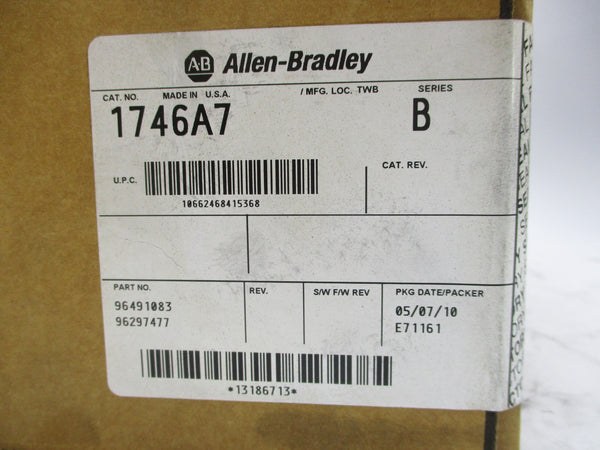 A·B Allen-Bradley
CAT. NO. MADE IN U.S.A. / MFG. LOC. TWB SERIES
1746A7 B
U.P.C. CAT. REV.
10662468415368
PART NO. REV. S/W F/W REV PKG DATE/PACKER
96491083 05/07/10
96297477 E71161
*13186713*